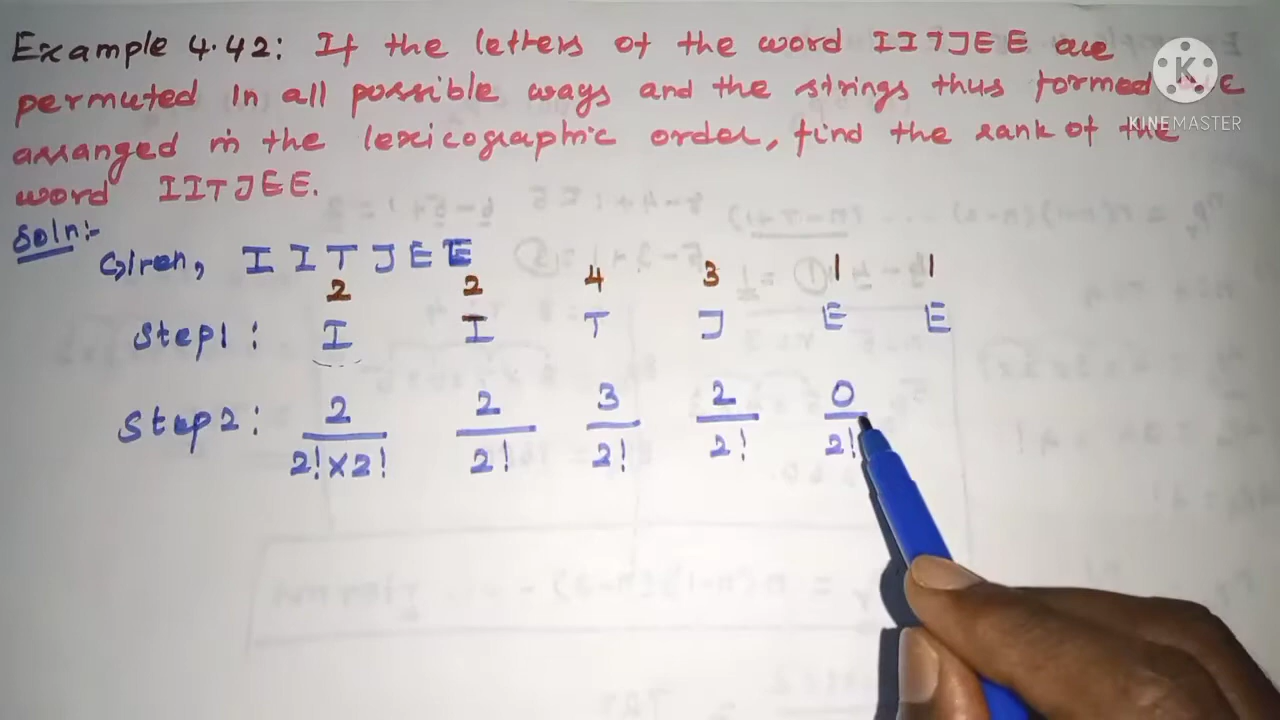 Example 4.42: If the letters of the word IITJEE are
permuted in all possible ways and the strings thus formed
arranged in the lexicographic order, find the rank of the
word IITJEE.
K
KINEMASTER
Soln:-
Given, I I T J E E
2 2 4 3 1 1
Step1: I I T J E E
Step2: 2/2!×2! 2/2! 3/2! 2/2! 0/2!